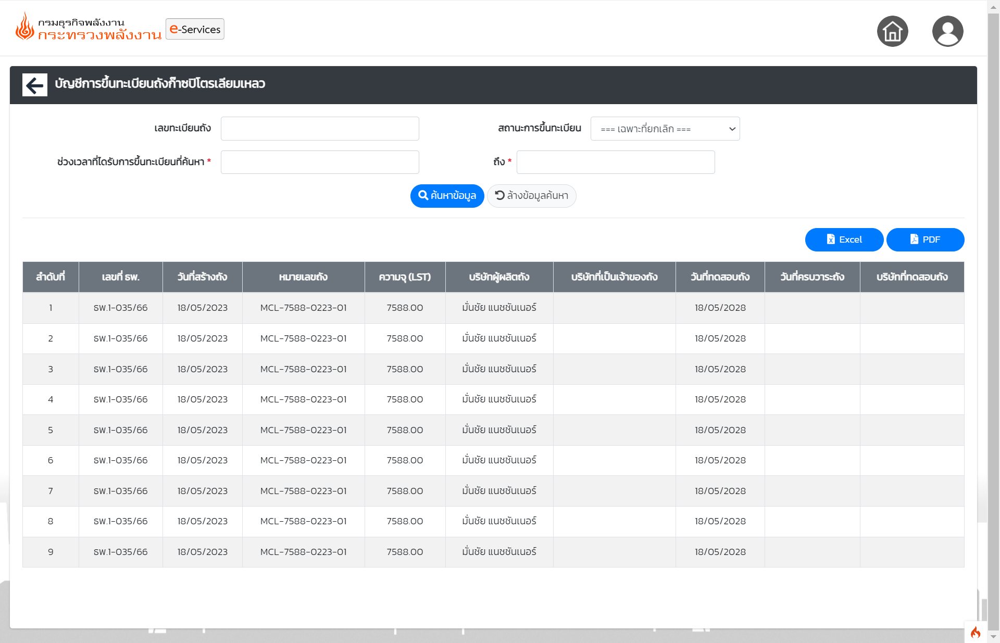 กรมธุรกิจพลังงาน
กระทรวงพลังงาน
e-Services
บัญชีการขึ้นทะเบียนถังก๊าซปิโตรเลียมเหลว
เลขทะเบียนถัง
สถานะการขึ้นทะเบียน
=== เฉพาะที่ยกเลิก ===
ช่วงเวลาที่ได้รับการขึ้นทะเบียนที่ค้นหา *
ถึง *
ค้นหาข้อมูล
ล้างข้อมูลค้นหา
Excel
PDF
ลำดับที่ เลขที่ ธพ. วันที่สร้างถัง หมายเลขถัง ความจุ (LST) บริษัทผู้ผลิตถัง บริษัทที่เป็นเจ้าของถัง วันที่ทดสอบถัง วันที่ครบวาระถัง บริษัทที่ทดสอบถัง
1 ธพ.1-035/66 18/05/2023 MCL-7588-0223-01 7588.00 มั่นชัย แนชชันเนอร์ 18/05/2028
2 ธพ.1-035/66 18/05/2023 MCL-7588-0223-01 7588.00 มั่นชัย แนชชันเนอร์ 18/05/2028
3 ธพ.1-035/66 18/05/2023 MCL-7588-0223-01 7588.00 มั่นชัย แนชชันเนอร์ 18/05/2028
4 ธพ.1-035/66 18/05/2023 MCL-7588-0223-01 7588.00 มั่นชัย แนชชันเนอร์ 18/05/2028
5 ธพ.1-035/66 18/05/2023 MCL-7588-0223-01 7588.00 มั่นชัย แนชชันเนอร์ 18/05/2028
6 ธพ.1-035/66 18/05/2023 MCL-7588-0223-01 7588.00 มั่นชัย แนชชันเนอร์ 18/05/2028
7 ธพ.1-035/66 18/05/2023 MCL-7588-0223-01 7588.00 มั่นชัย แนชชันเนอร์ 18/05/2028
8 ธพ.1-035/66 18/05/2023 MCL-7588-0223-01 7588.00 มั่นชัย แนชชันเนอร์ 18/05/2028
9 ธพ.1-035/66 18/05/2023 MCL-7588-0223-01 7588.00 มั่นชัย แนชชันเนอร์ 18/05/2028